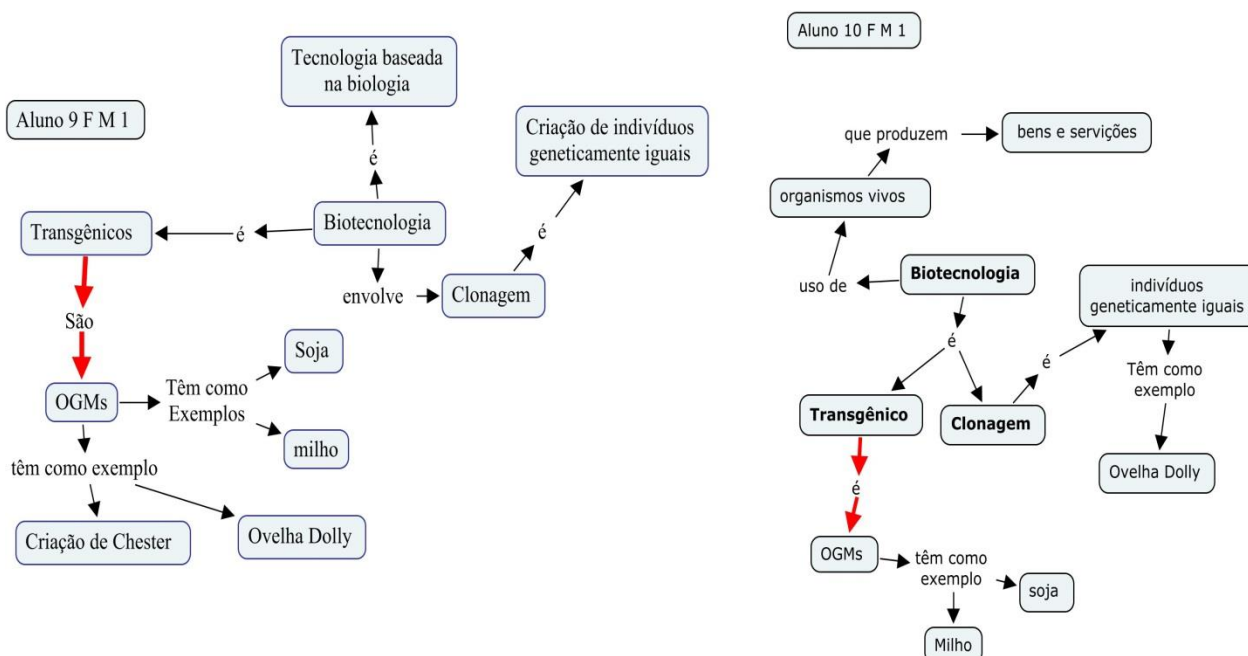 Aluno 9 F M 1
Tecnologia baseada
na biologia
é
Criação de indivíduos
geneticamente iguais
é
Transgênicos
é
Biotecnologia
envolve
Clonagem
São
OGMs
Têm como
Exemplos
Soja
milho
têm como exemplo
Criação de Chester
Ovelha Dolly
Aluno 10 F M 1
que produzem
bens e servições
organismos vivos
uso de
Biotecnologia
é
indivíduos
geneticamente iguais
é
Têm como
exemplo
Transgênico
Clonagem
Ovelha Dolly
é
OGMs
têm como
exemplo
soja
Milho